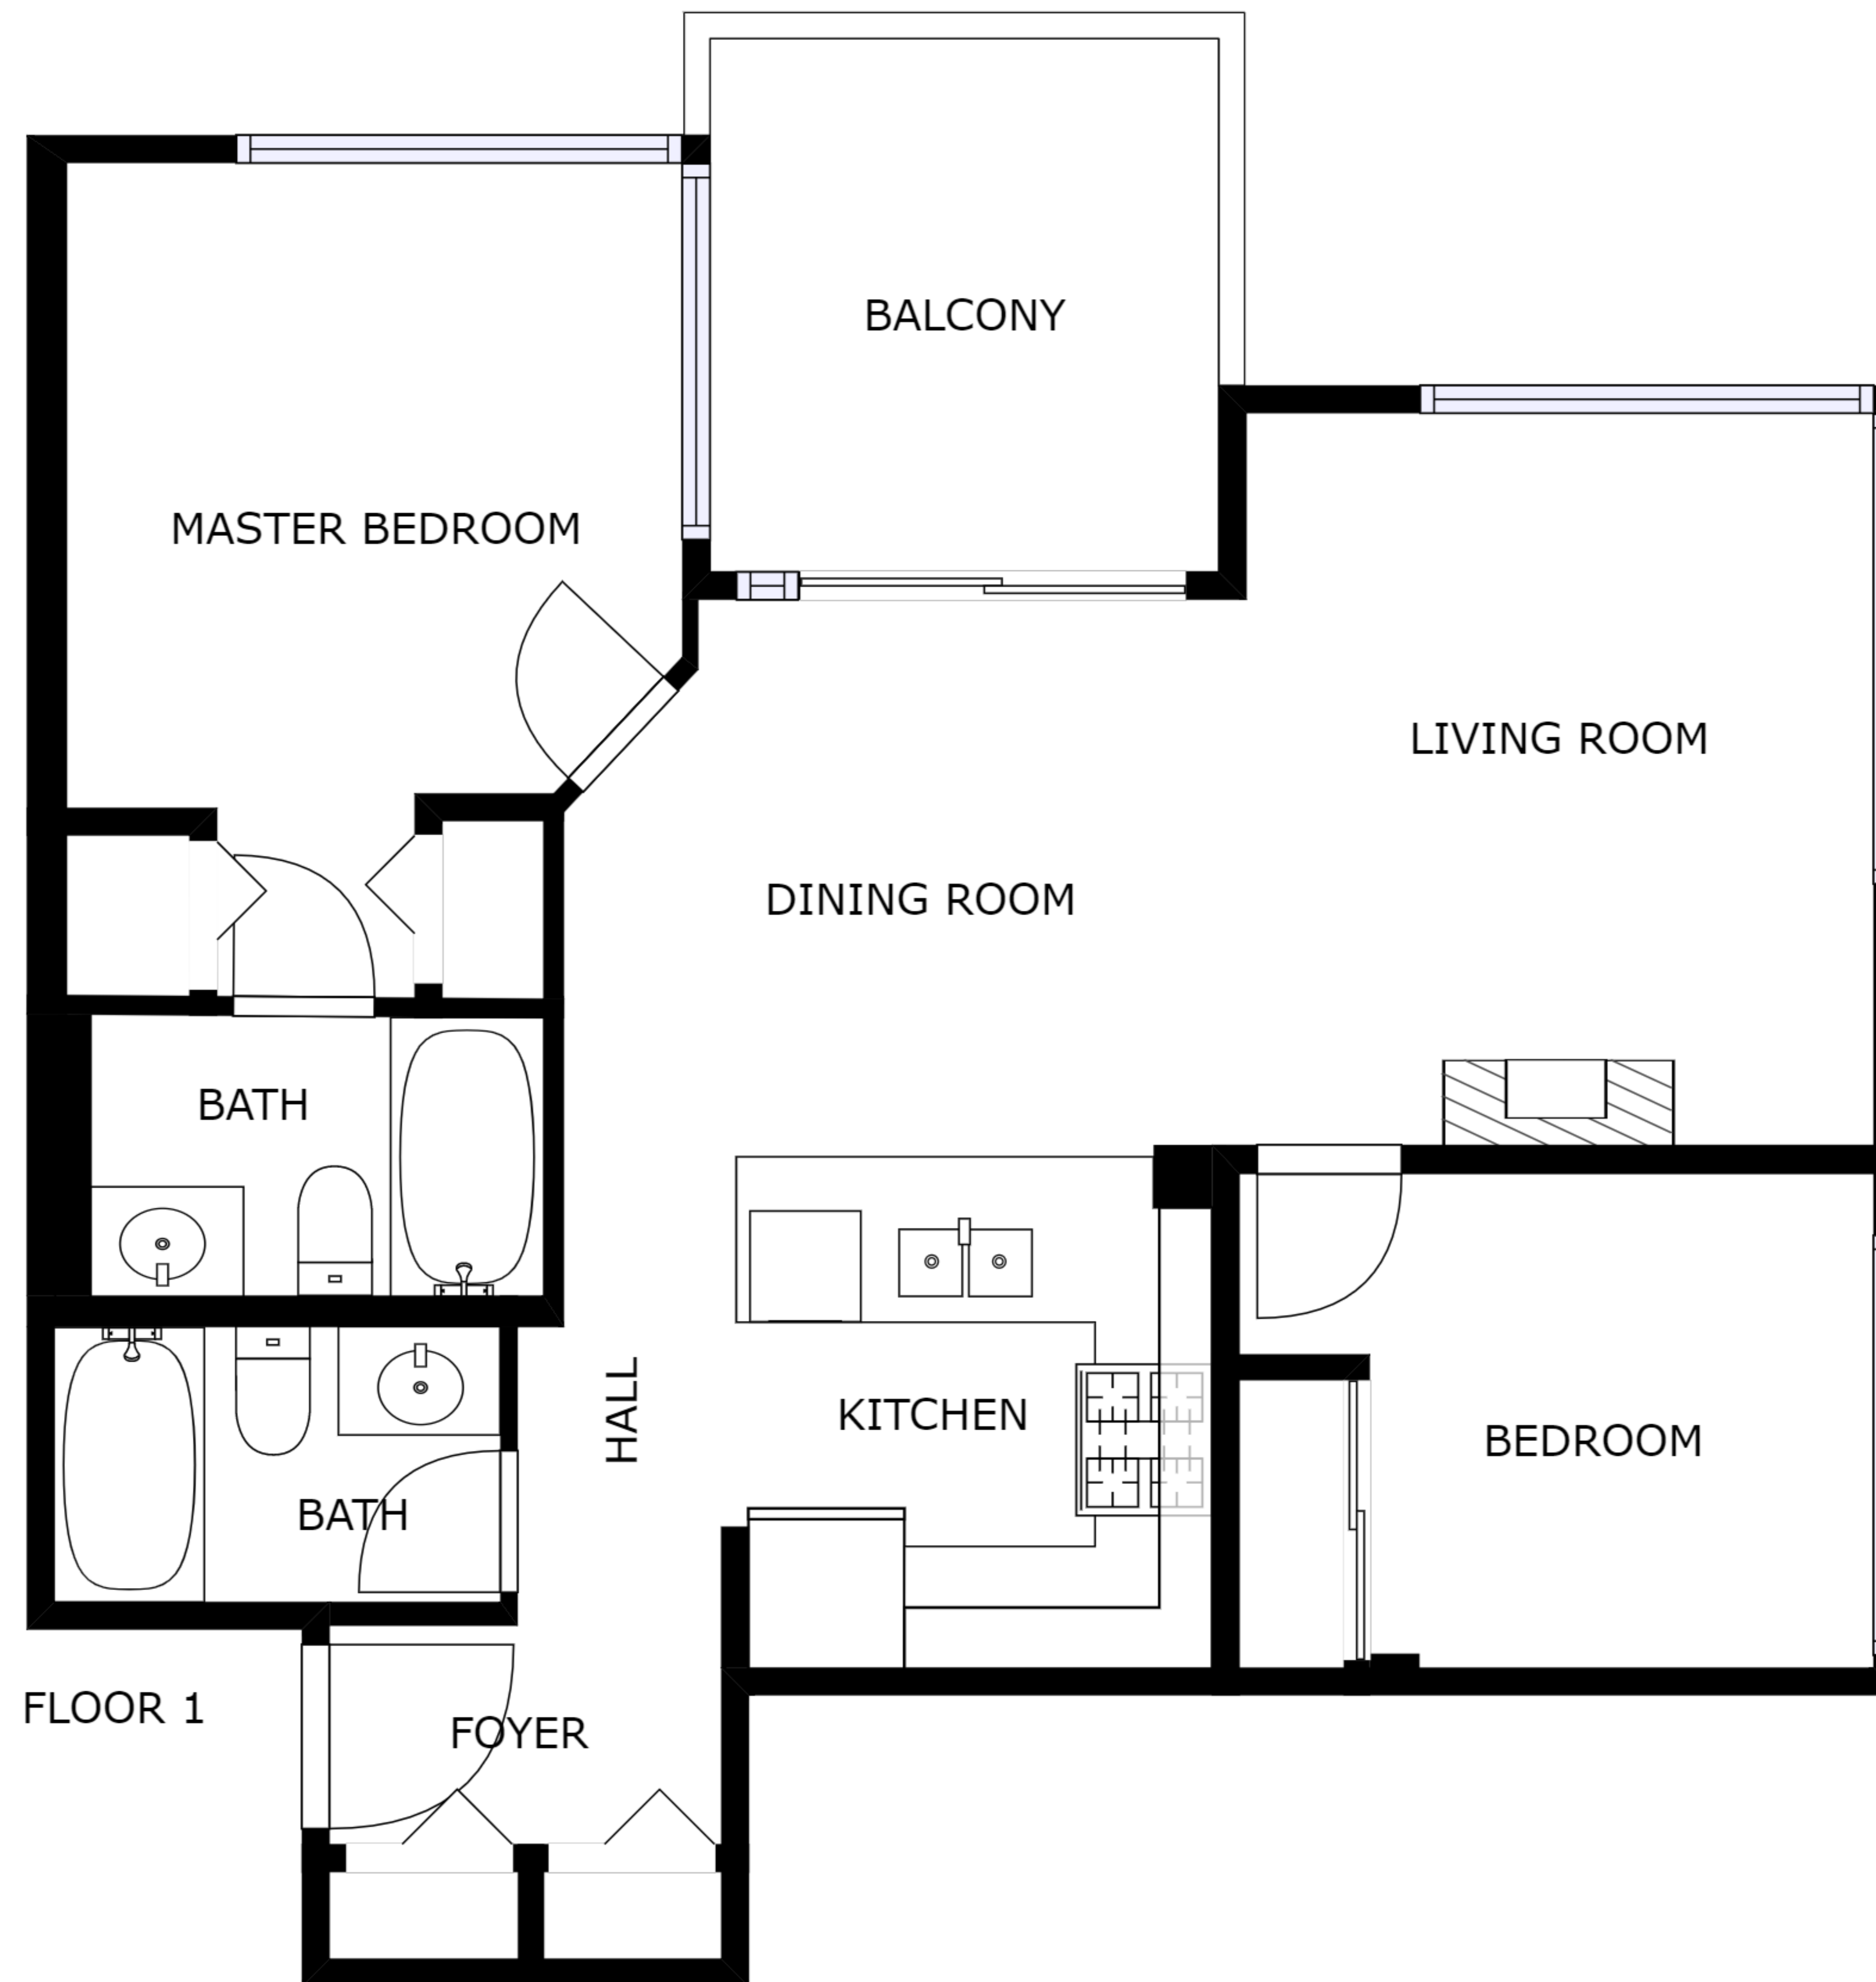 BALCONY
MASTER BEDROOM
LIVING ROOM
DINING ROOM
BATH
HALL
KITCHEN
BEDROOM
BATH
FLOOR 1
FOYER